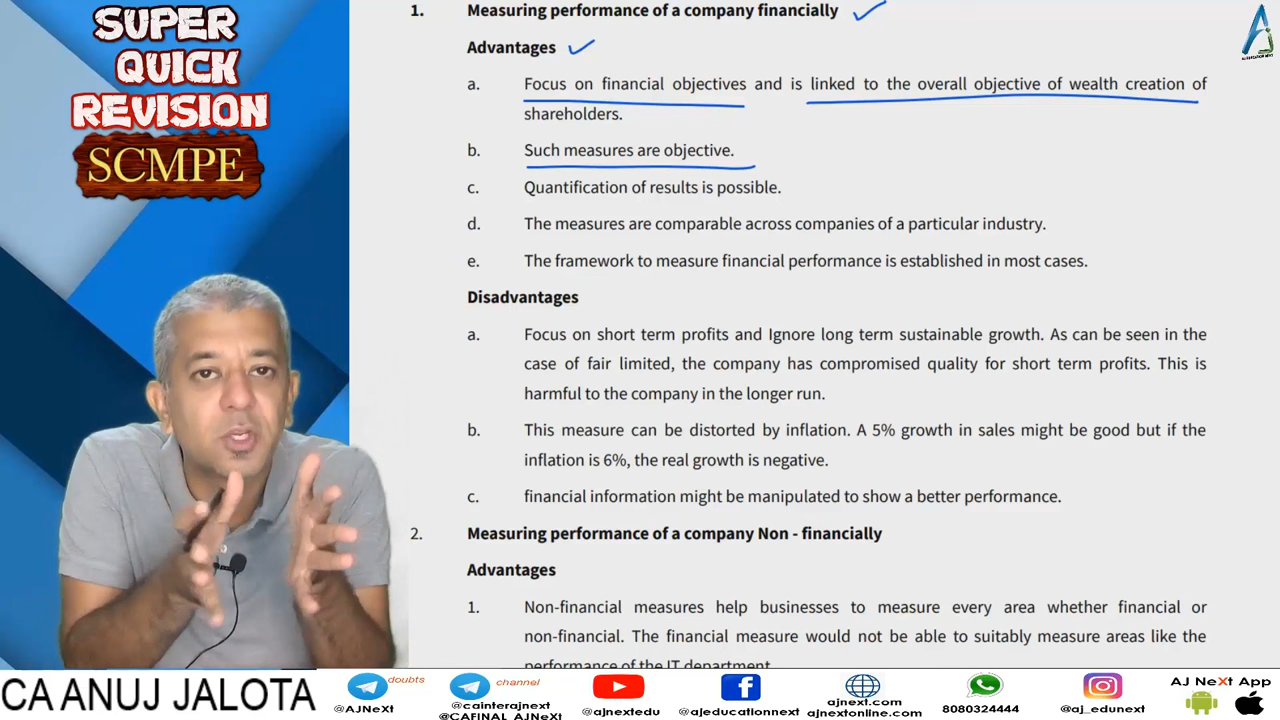 SUPER
QUICK
REVISION
SCMPE
1. Measuring performance of a company financially
Advantages
a. Focus on financial objectives and is linked to the overall objective of wealth creation of
shareholders.
b. Such measures are objective.
c. Quantification of results is possible.
d. The measures are comparable across companies of a particular industry.
e. The framework to measure financial performance is established in most cases.
Disadvantages
a. Focus on short term profits and Ignore long term sustainable growth. As can be seen in the
case of fair limited, the company has compromised quality for short term profits. This is
harmful to the company in the longer run.
b. This measure can be distorted by inflation. A 5% growth in sales might be good but if the
inflation is 6%, the real growth is negative.
c. financial information might be manipulated to show a better performance.
2. Measuring performance of a company Non - financially
Advantages
1. Non-financial measures help businesses to measure every area whether financial or
non-financial. The financial measure would not be able to suitably measure areas like the
performance of the IT department.
CA ANUJ JALOTA
doubts
@AJNeXt
channel
@cainterajnext
@CAFINAL_AJNeXt
@ajnextedu
@ajeducationnext
ajnext.com
ajnextonline.com
8080324444
@aj_edunext
AJ NeXt App